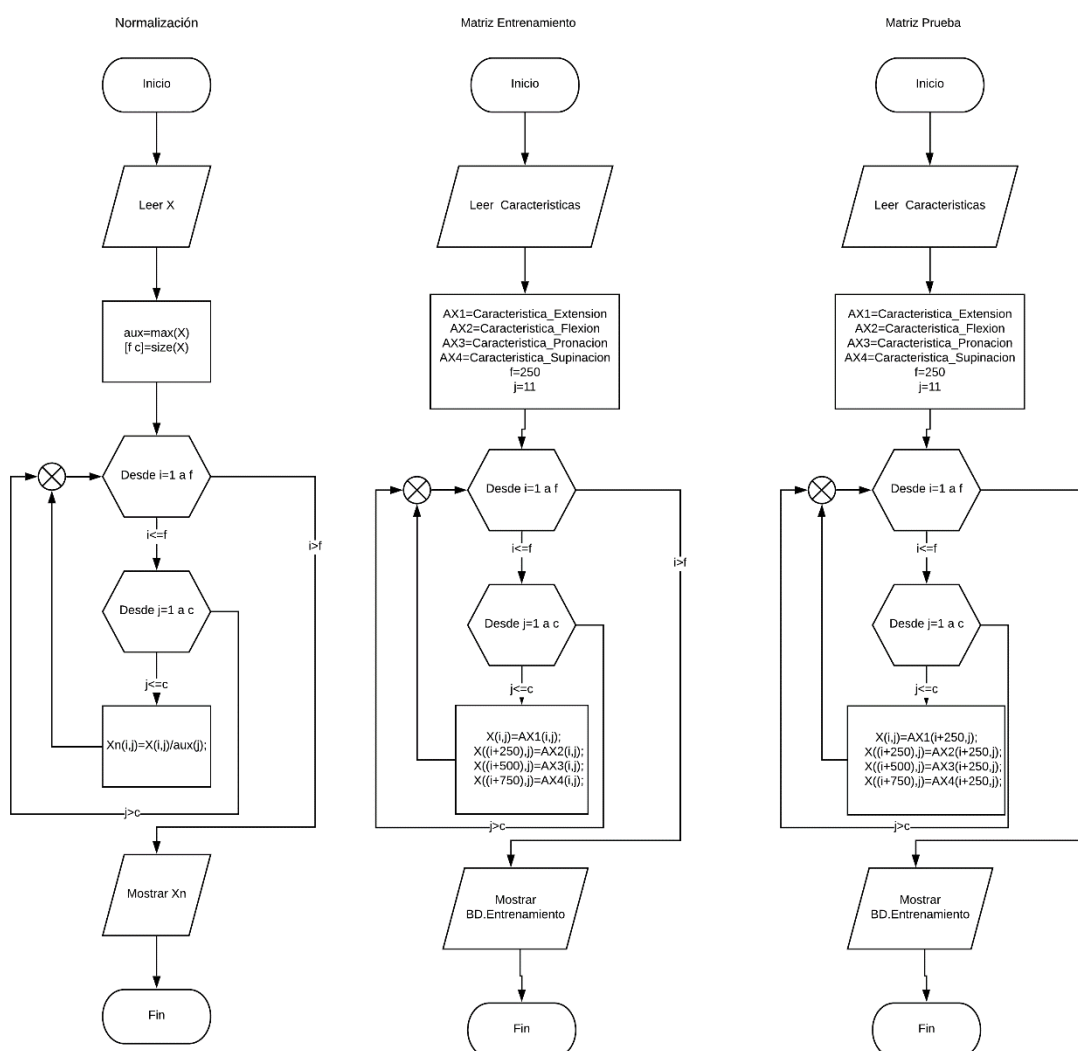 Normalización
Inicio
Leer X
aux=max(X)
[f c]=size(X)
Desde i=1 a f
i<=f
i>f
Desde j=1 a c
j<=c
Xn(i,j)=X(i,j)/aux(j);
j>c
Mostrar Xn
Fin
Matriz Entrenamiento
Inicio
Leer Caracteristicas
AX1=Caracteristica_Extension
AX2=Caracteristica_Flexion
AX3=Caracteristica_Pronacion
AX4=Caracteristica_Supinacion
f=250
j=11
Desde i=1 a f
i<=f
i>f
Desde j=1 a c
j<=c
X(i,j)=AX1(i,j);
X((i+250),j)=AX2(i,j);
X((i+500),j)=AX3(i,j);
X((i+750),j)=AX4(i,j);
j>c
Mostrar
BD.Entrenamiento
Fin
Matriz Prueba
Inicio
Leer Caracteristicas
AX1=Caracteristica_Extension
AX2=Caracteristica_Flexion
AX3=Caracteristica_Pronacion
AX4=Caracteristica_Supinacion
f=250
j=11
Desde i=1 a f
i<=f
Desde j=1 a c
j<=c
X(i,j)=AX1(i+250,j);
X((i+250),j)=AX2(i+250,j);
X((i+500),j)=AX3(i+250,j);
X((i+750),j)=AX4(i+250,j);
j>c
Mostrar
BD.Entrenamiento
Fin